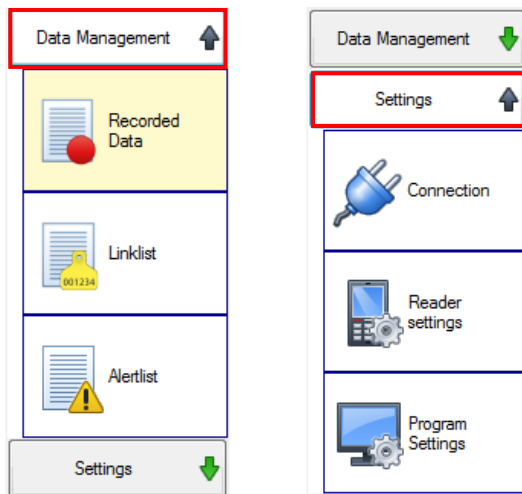 Data Management
Recorded
Data
Linklist
001234
Alertlist
Settings
Data Management
Settings
Connection
Reader
settings
Program
Settings